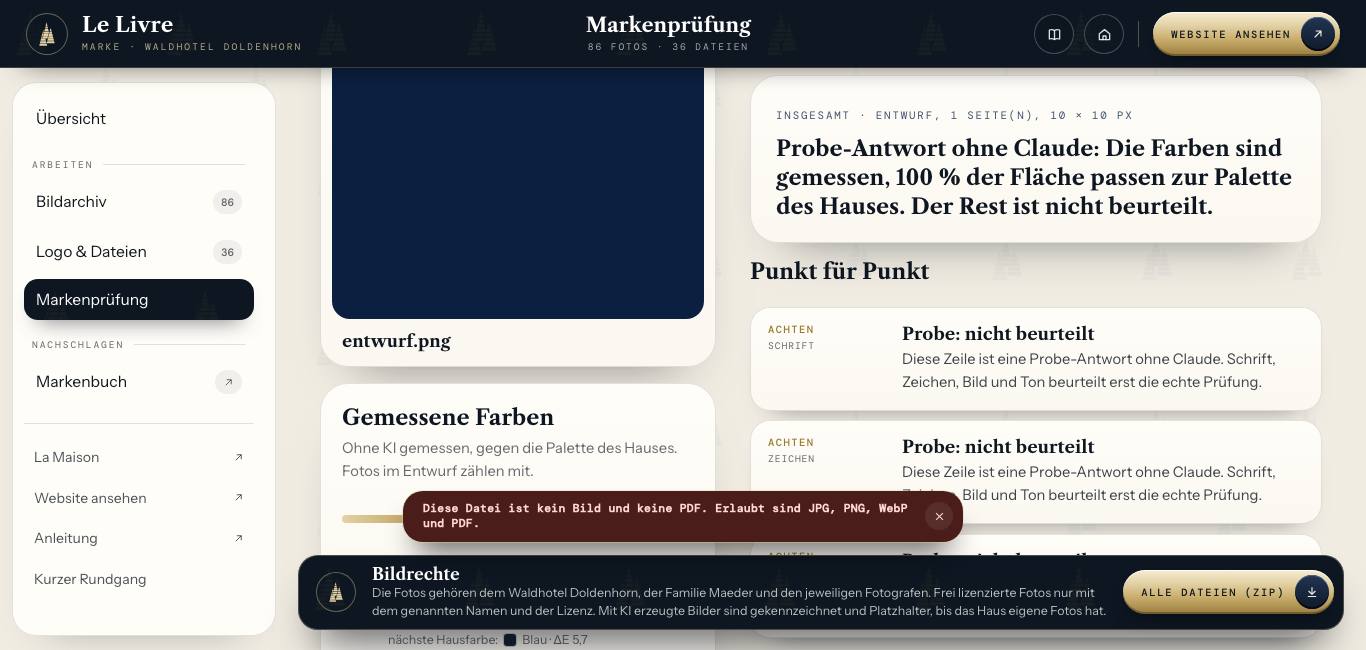 Le Livre
MARKE · WALDHOTEL DOLDENHORN
Markenprüfung
86 FOTOS · 36 DATEIEN
WEBSITE ANSEHEN
Übersicht
ARBEITEN
Bildarchiv 86
Logo & Dateien 36
Markenprüfung
NACHSCHLAGEN
Markenbuch
La Maison
Website ansehen
Anleitung
Kurzer Rundgang
entwurf.png
Gemessene Farben
Ohne KI gemessen, gegen die Palette des Hauses.
Fotos im Entwurf zählen mit.
INSGESAMT · ENTWURF, 1 SEITE(N), 10 × 10 PX
Probe-Antwort ohne Claude: Die Farben sind
gemessen, 100 % der Fläche passen zur Palette
des Hauses. Der Rest ist nicht beurteilt.
Punkt für Punkt
ACHTEN
SCHRIFT
Probe: nicht beurteilt
Diese Zeile ist eine Probe-Antwort ohne Claude. Schrift,
Zeichen, Bild und Ton beurteilt erst die echte Prüfung.
ACHTEN
ZEICHEN
Probe: nicht beurteilt
Diese Zeile ist eine Probe-Antwort ohne Claude. Schrift,
und Ton beurteilt erst die echte Prüfung.
Diese Datei ist kein Bild und keine PDF. Erlaubt sind JPG, PNG, WebP
und PDF.
Bildrechte
Die Fotos gehören dem Waldhotel Doldenhorn, der Familie Maeder und den jeweiligen Fotografen. Frei lizenzierte Fotos nur mit
dem genannten Namen und der Lizenz. Mit KI erzeugte Bilder sind gekennzeichnet und Platzhalter, bis das Haus eigene Fotos hat.
ALLE DATEIEN (ZIP)
nächste Hausfarbe: Blau · ΔE 5,7